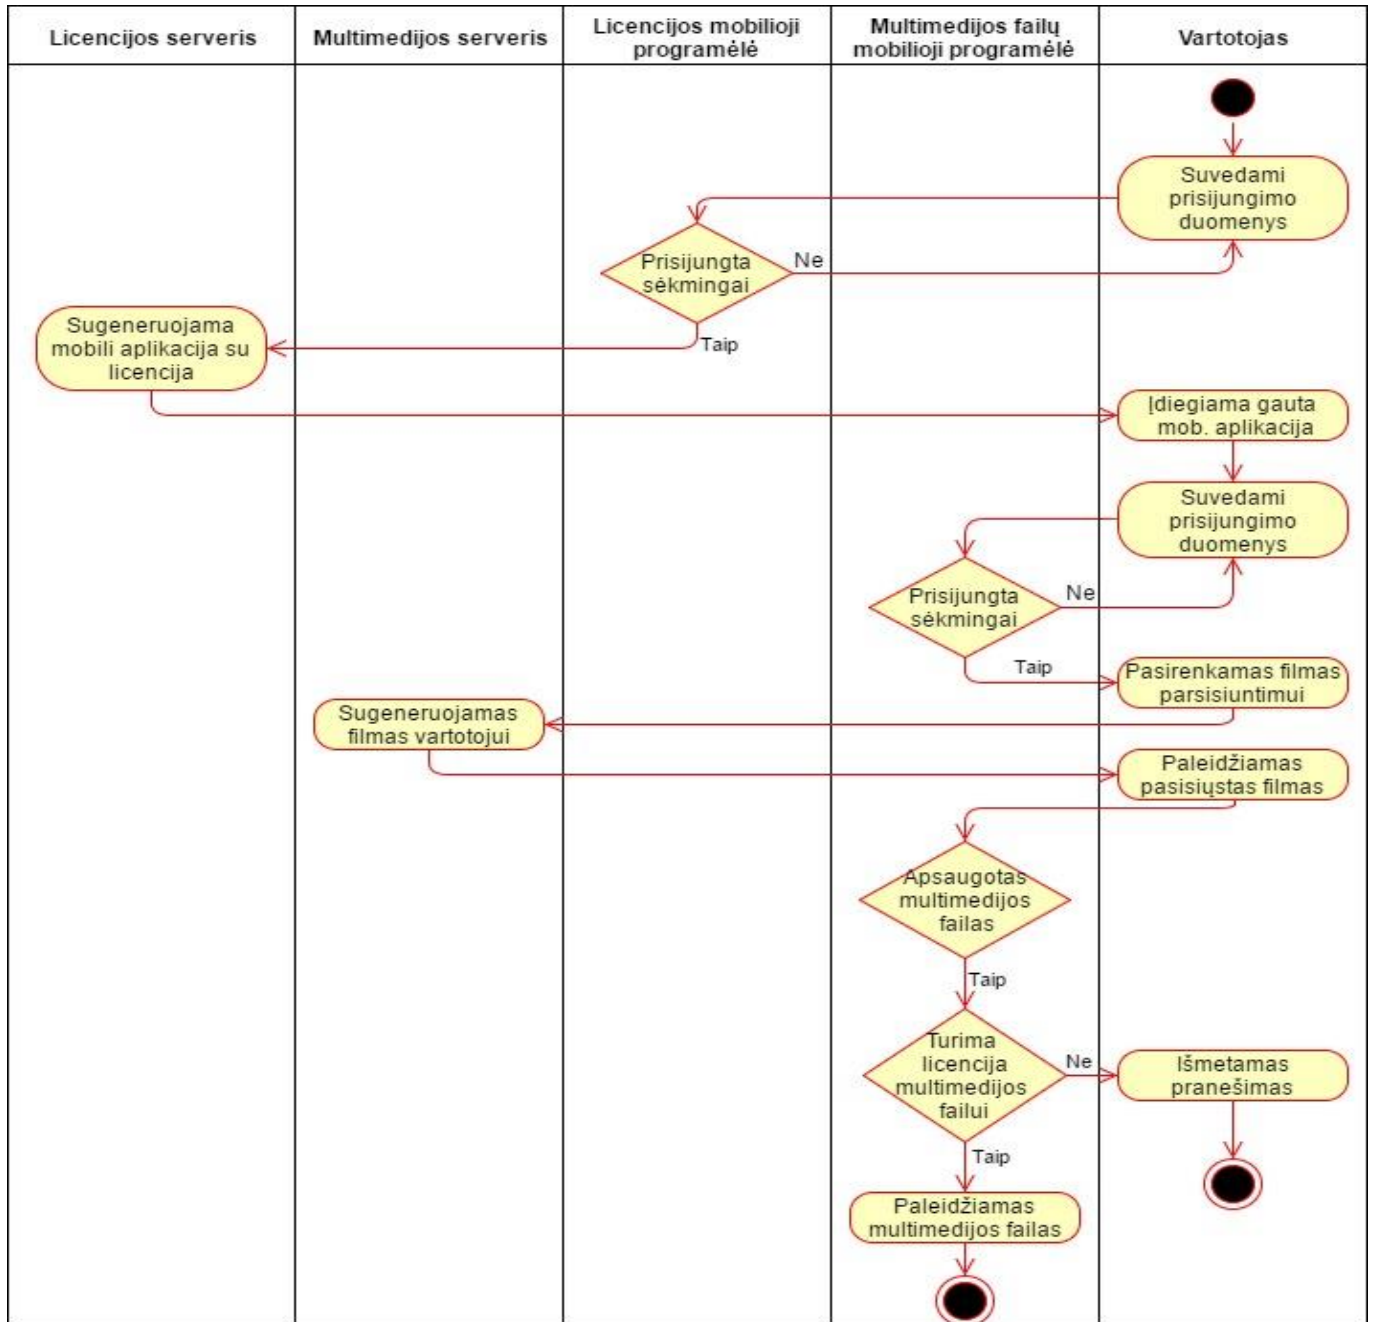 Licencijos serveris
Multimedijos serveris
Licencijos mobilioji
programėlė
Multimedijos failų
mobilioji programėlė
Vartotojas
Suvedami
prisijungimo
duomenys
Prisijungta
sėkmingai
Ne
Taip
Sugeneruojama
mobili aplikacija su
licencija
Įdiegiama gauta
mob. aplikacija
Suvedami
prisijungimo
duomenys
Prisijungta
sėkmingai
Ne
Taip
Pasirenkamas filmas
parsisiuntimui
Sugeneruojamas
filmas vartotojui
Paleidžiamas
pasisiųstas filmas
Apsaugotas
multimedijos
failas
Taip
Turima
licencija
multimedijos
failui
Ne
Išmetamas
pranešimas
Taip
Paleidžiamas
multimedijos failas